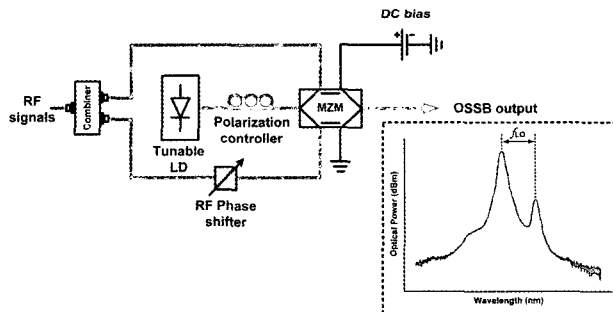 DC bias
+ -
RF
signals
Combiner
MZM
OSSB output
Polarization
controller
Tunable
LD
RF Phase
shifter
fLO
Optical Power (dBm)
Wavelength (nm)